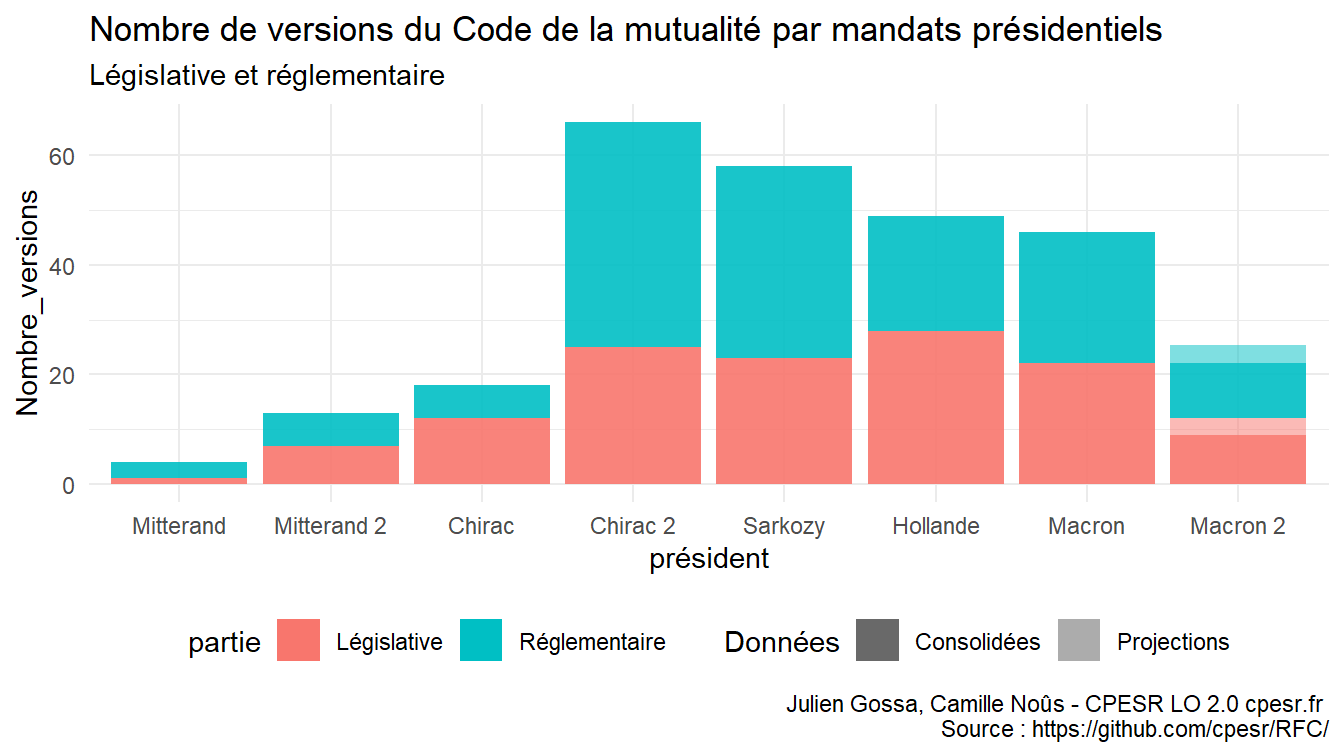 Nombre de versions du Code de la mutualité par mandats présidentiels
Législative et réglementaire
Nombre_versions
60
40
20
0
Mitterand Mitterand 2 Chirac Chirac 2 Sarkozy Hollande Macron Macron 2
président
partie Législative Réglementaire Données Consolidées Projections
Julien Gossa, Camille Noûs - CPESR LO 2.0 cpesr.fr
Source : https://github.com/cpesr/RFC/